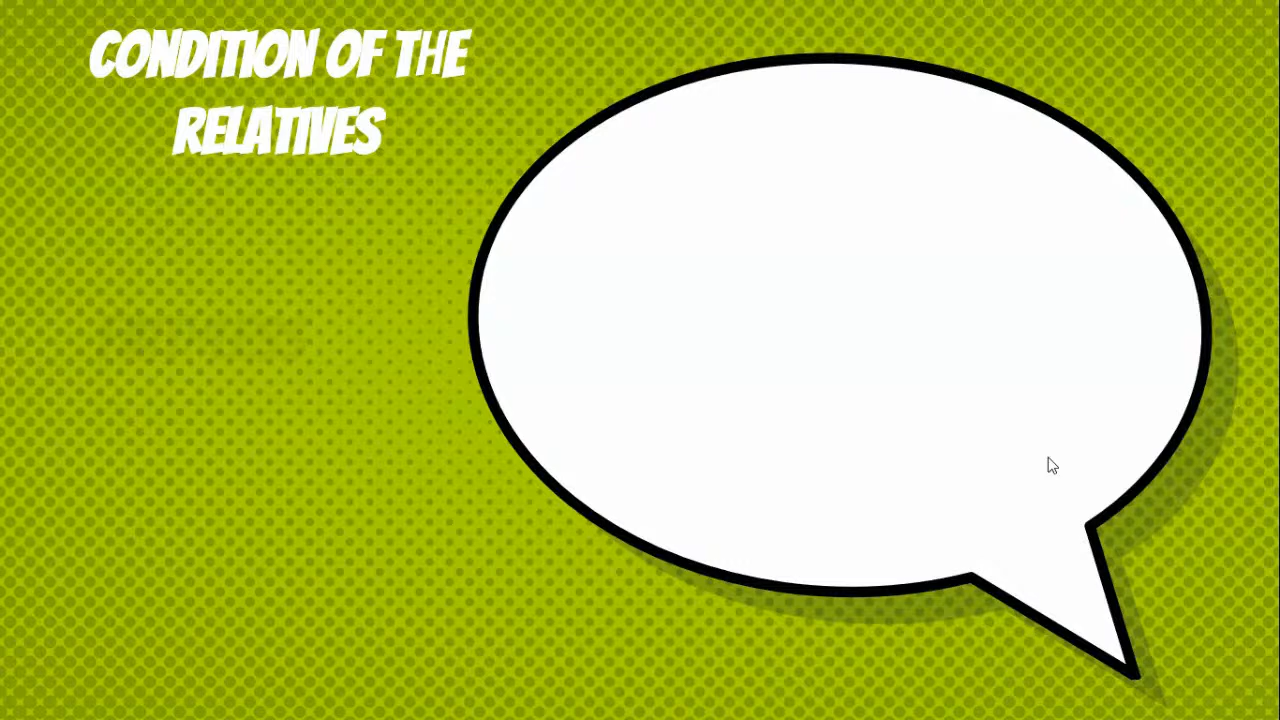 CONDITION OF THE
RELATIVES